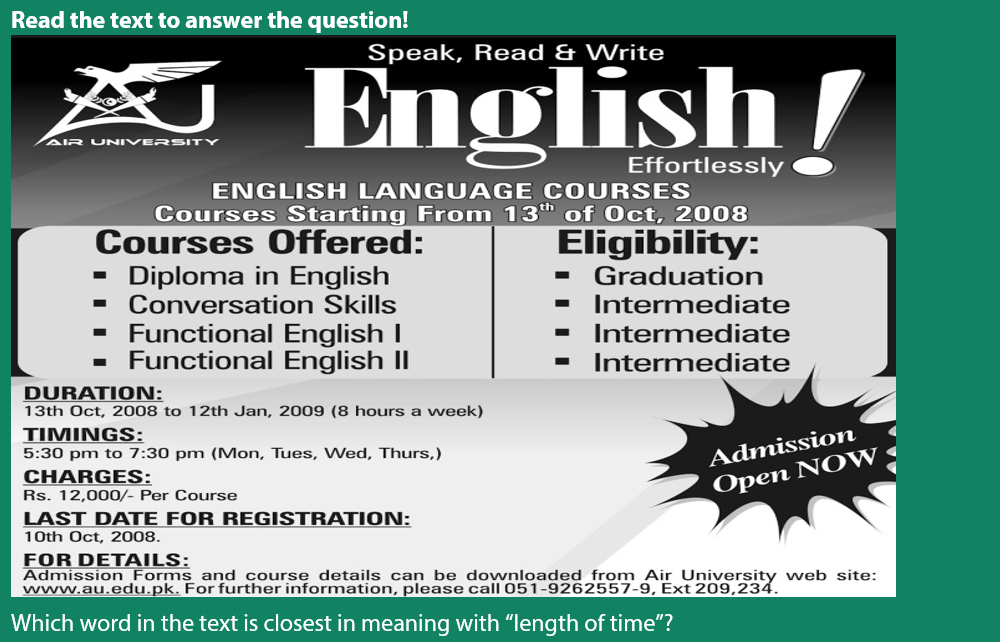 Read the text to answer the question!
Speak, Read & Write
English!
Effortlessly
AIR UNIVERSITY
ENGLISH LANGUAGE COURSES
Courses Starting From 13th of Oct, 2008
Courses Offered:
- Diploma in English
- Conversation Skills
- Functional English I
- Functional English II
Eligibility:
- Graduation
- Intermediate
- Intermediate
- Intermediate
DURATION:
13th Oct, 2008 to 12th Jan, 2009 (8 hours a week)
TIMINGS:
5:30 pm to 7:30 pm (Mon, Tues, Wed, Thurs,)
CHARGES:
Rs. 12,000/- Per Course
LAST DATE FOR REGISTRATION:
10th Oct, 2008.
Admission
Open NOW
FOR DETAILS:
Admission Forms and course details can be downloaded from Air University web site:
www.au.edu.pk. For further information, please call 051-9262557-9, Ext 209,234.
Which word in the text is closest in meaning with “length of time”?